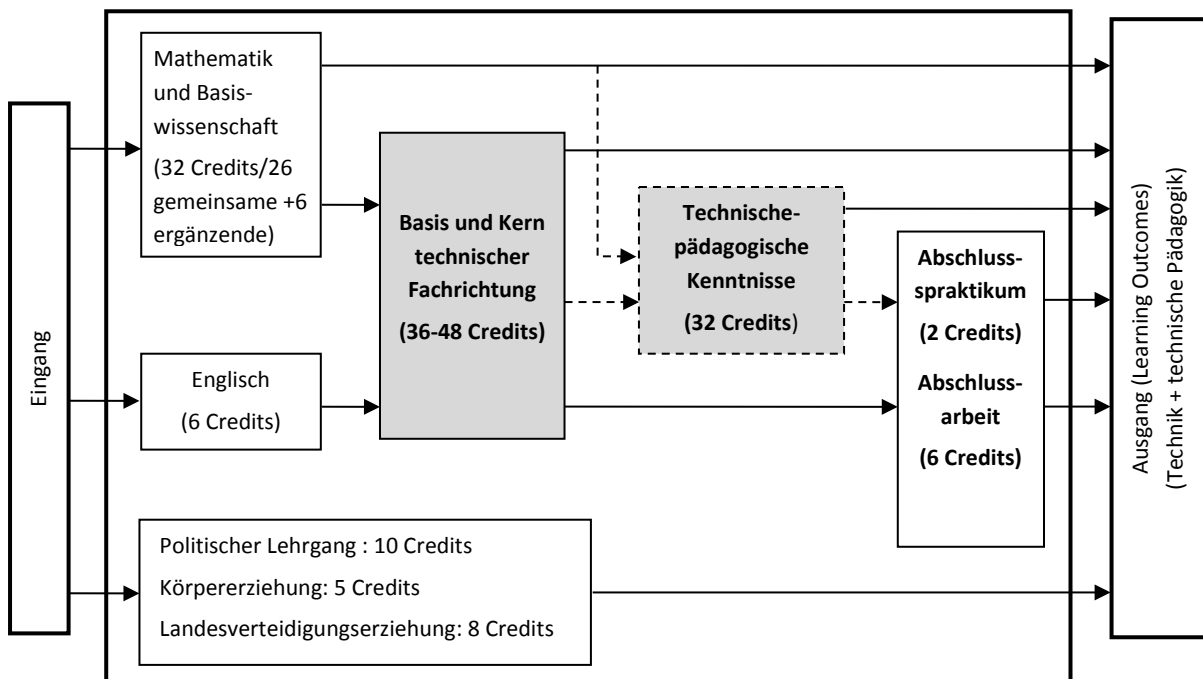 Eingang
Mathematik
und Basis-
wissenschaft
(32 Credits/26
gemeinsame +6
ergänzende)
Englisch
(6 Credits)
Politischer Lehrgang : 10 Credits
Körpererziehung: 5 Credits
Landesverteidigungserziehung: 8 Credits
Basis und Kern
technischer
Fachrichtung
(36-48 Credits)
Technische-
pädagogische
Kenntnisse
(32 Credits)
Abschluss-
spraktikum
(2 Credits)
Abschluss-
arbeit
(6 Credits)
Ausgang (Learning Outcomes)
(Technik + technische Pädagogik)